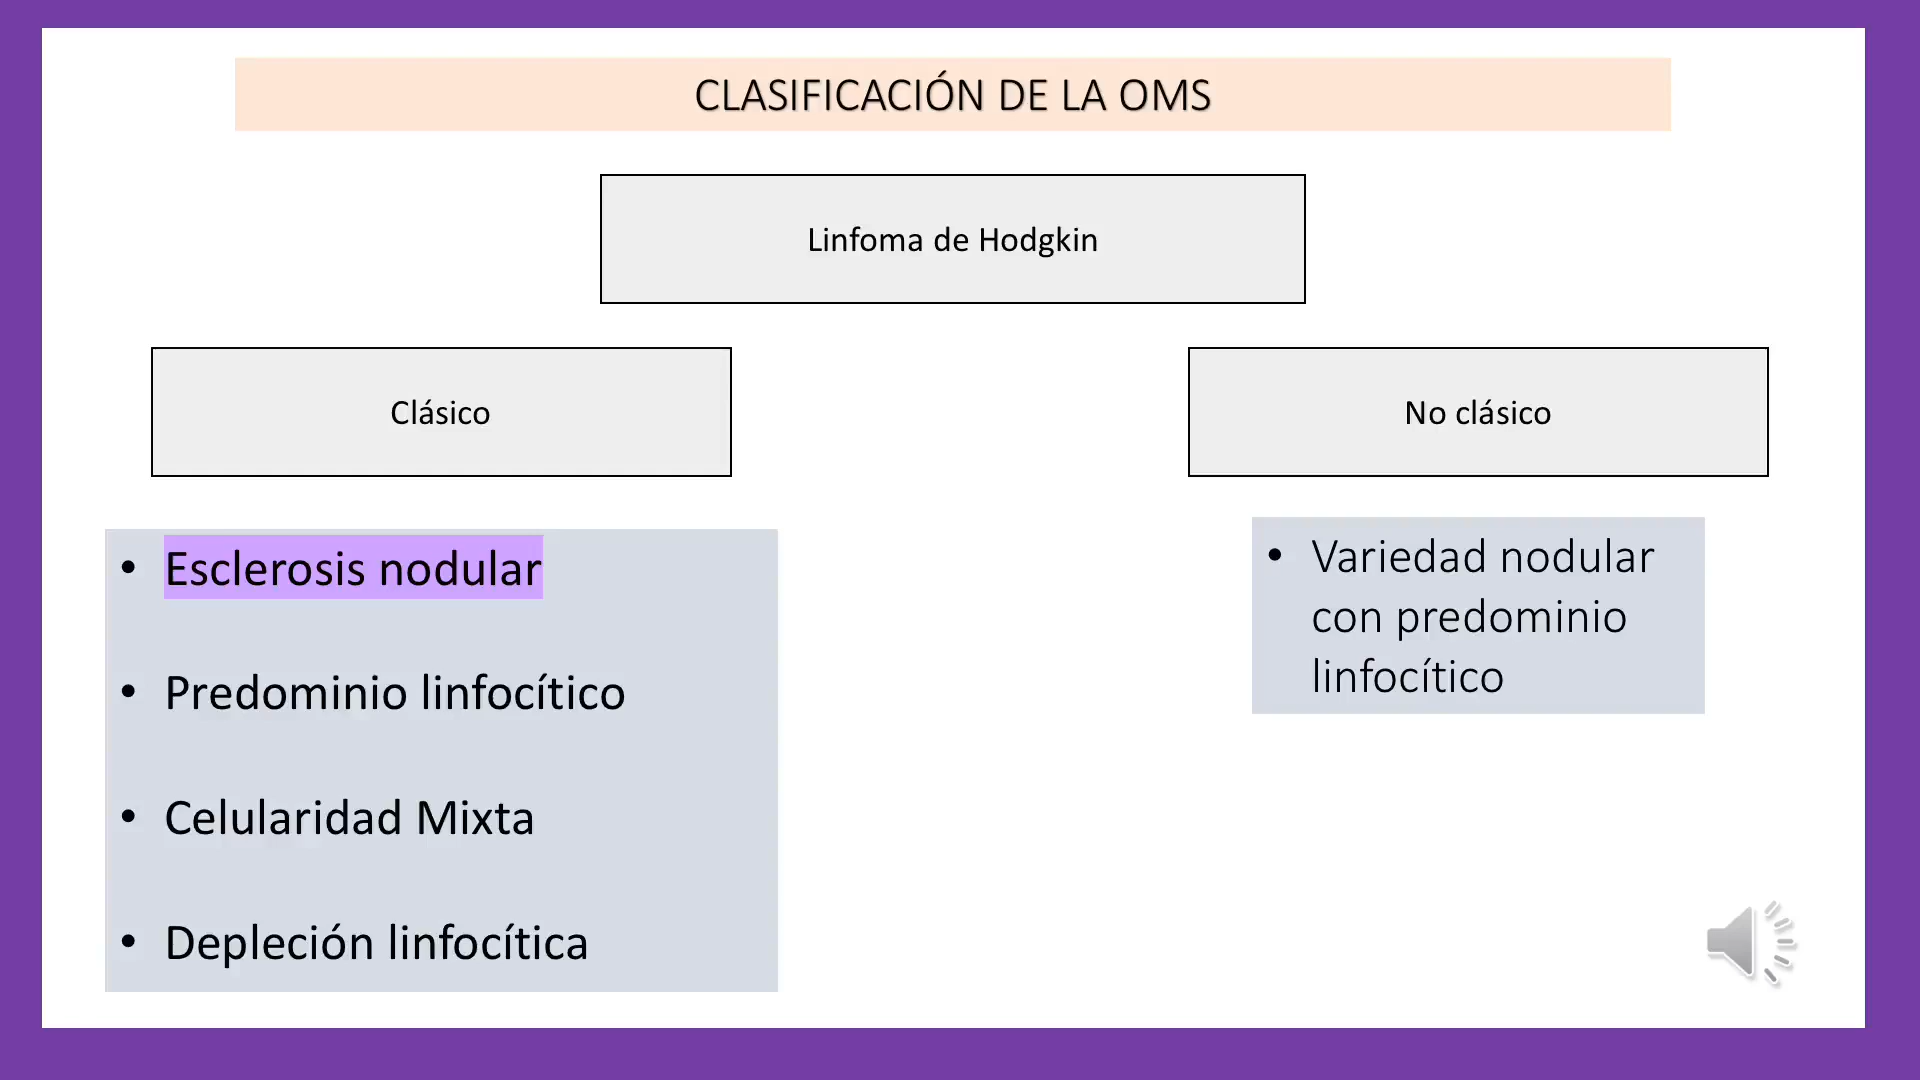 CLASIFICACIÓN DE LA OMS
Linfoma de Hodgkin
Clásico
No clásico
• Esclerosis nodular
• Predominio linfocítico
• Celularidad Mixta
• Depleción linfocítica
• Variedad nodular
con predominio
linfocítico